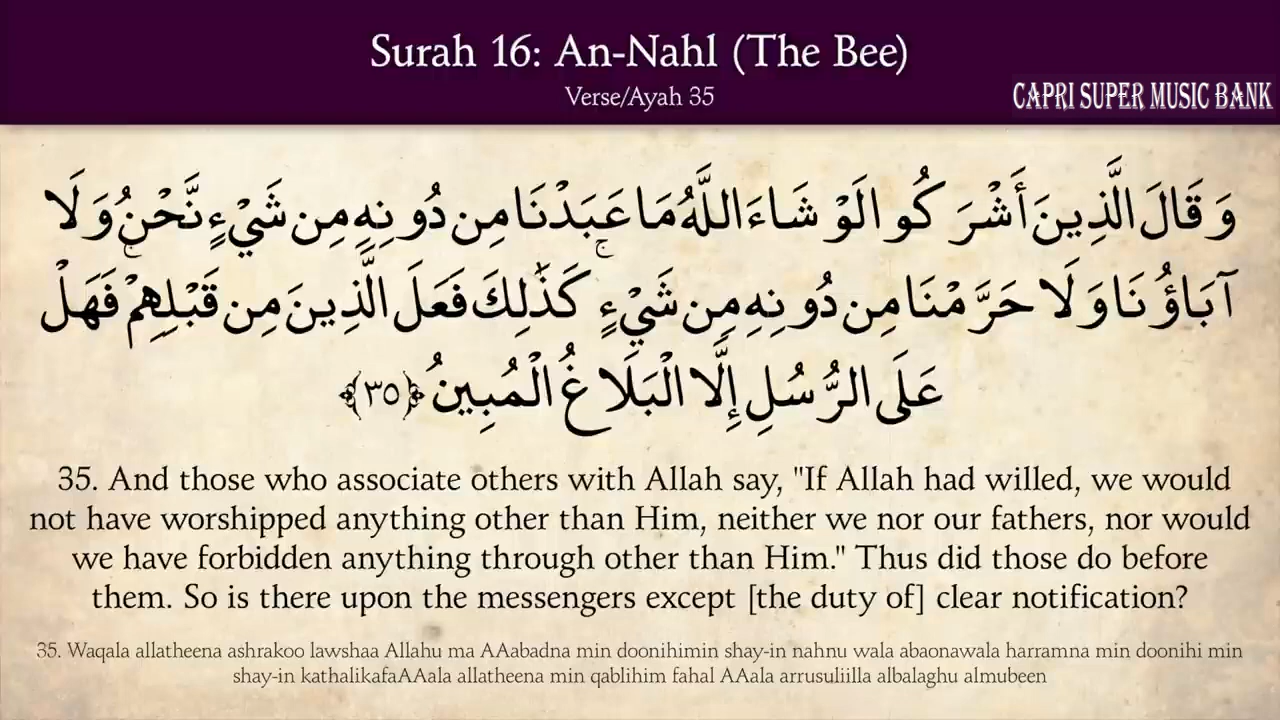 Surah 16: An-Nahl (The Bee)
Verse/Ayah 35
CAPRI SUPER MUSIC BANK
وَقَالَ الَّذِينَ أَشْرَكُوا لَوْ شَاءَ اللَّهُ مَا عَبَدْنَا مِن دُونِهِ مِن شَيْءٍ نَّحْنُ وَلَا
آبَاؤُنَا وَلَا حَرَّمْنَا مِن دُونِهِ مِن شَيْءٍ ۚ كَذَٰلِكَ فَعَلَ الَّذِينَ مِن قَبْلِهِمْ ۚ فَهَلْ
عَلَى الرُّسُلِ إِلَّا الْبَلَاغُ الْمُبِينُ ﴿٣٥﴾
35. And those who associate others with Allah say, "If Allah had willed, we would
not have worshipped anything other than Him, neither we nor our fathers, nor would
we have forbidden anything through other than Him." Thus did those do before
them. So is there upon the messengers except [the duty of] clear notification?
35. Waqala allatheena ashrakoo lawshaa Allahu ma AAabadna min doonihimin shay-in nahnu wala abaonawala harramna min doonihi min
shay-in kathalikafaAAala allatheena min qablihim fahal AAala arrusuliilla albalaghu almubeen